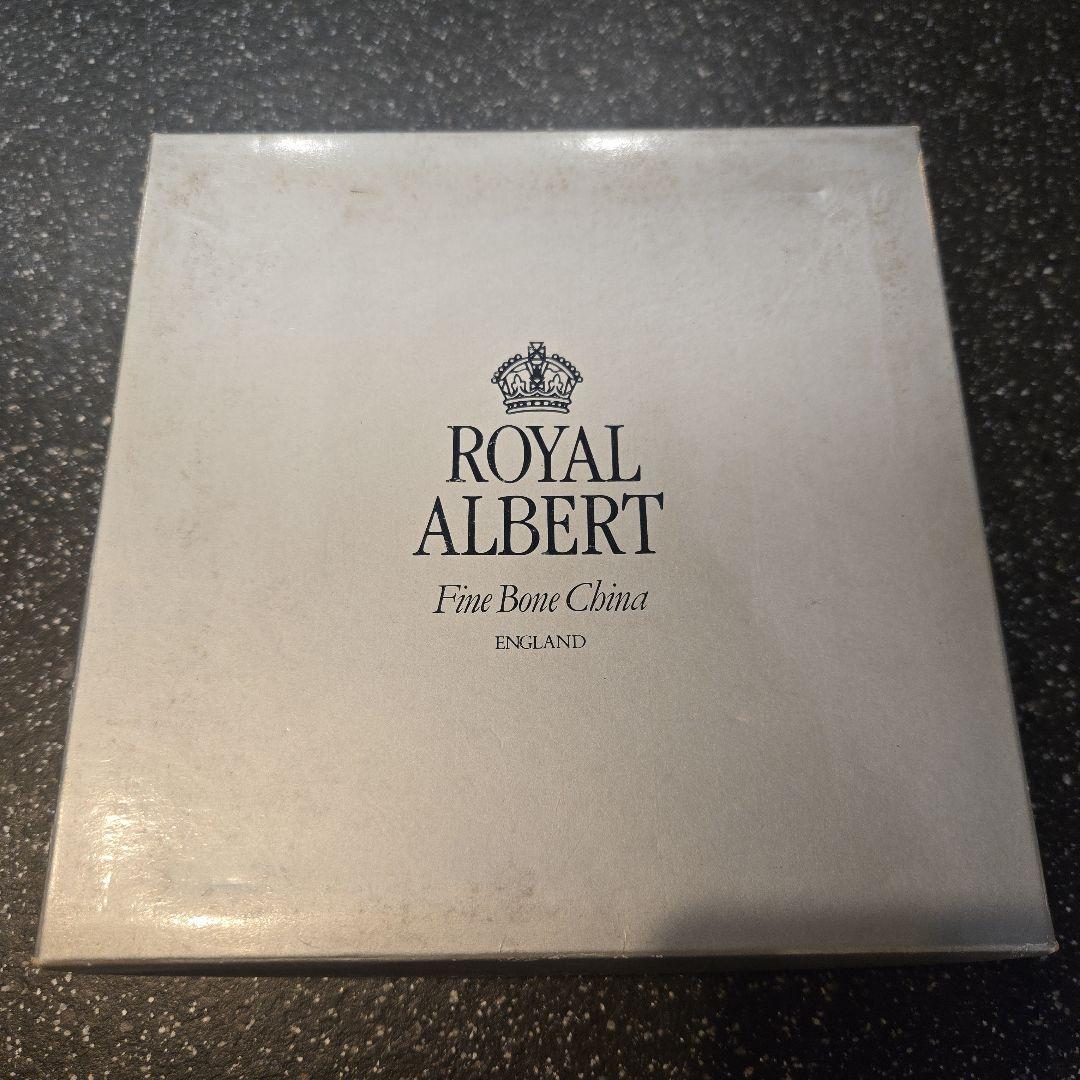 ROYAL
ALBERT
Fine Bone China
ENGLAND